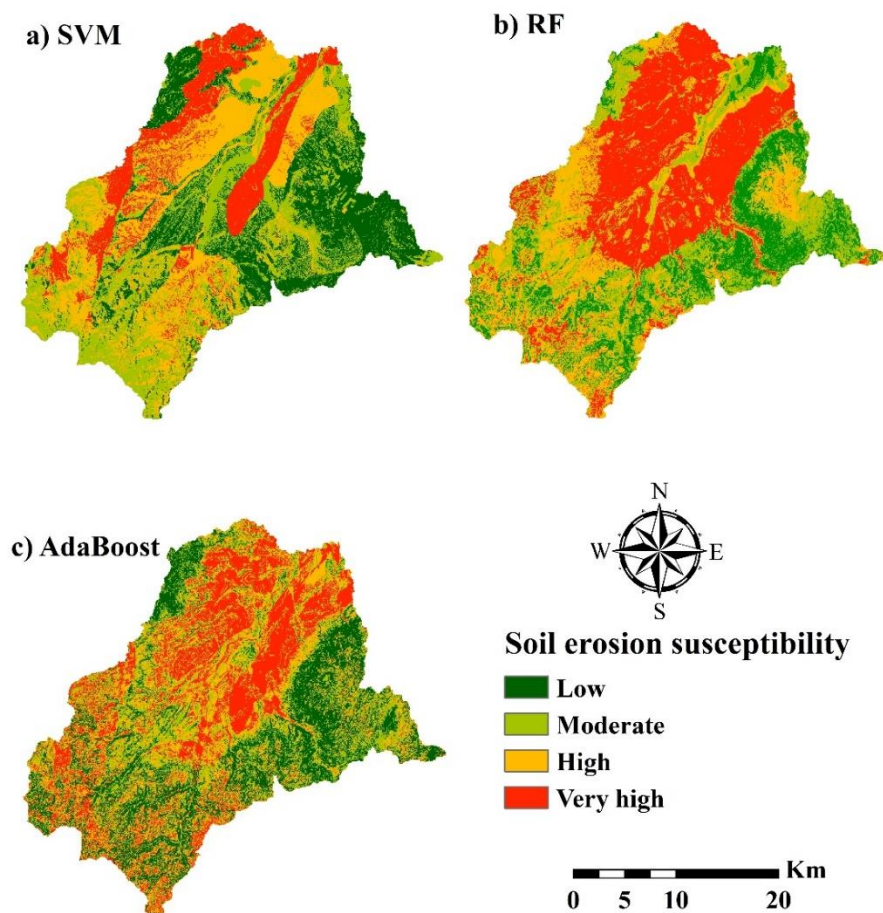 a) SVM
b) RF
c) AdaBoost
N
W E
S
Soil erosion susceptibility
Low
Moderate
High
Very high
Km
0 5 10 20